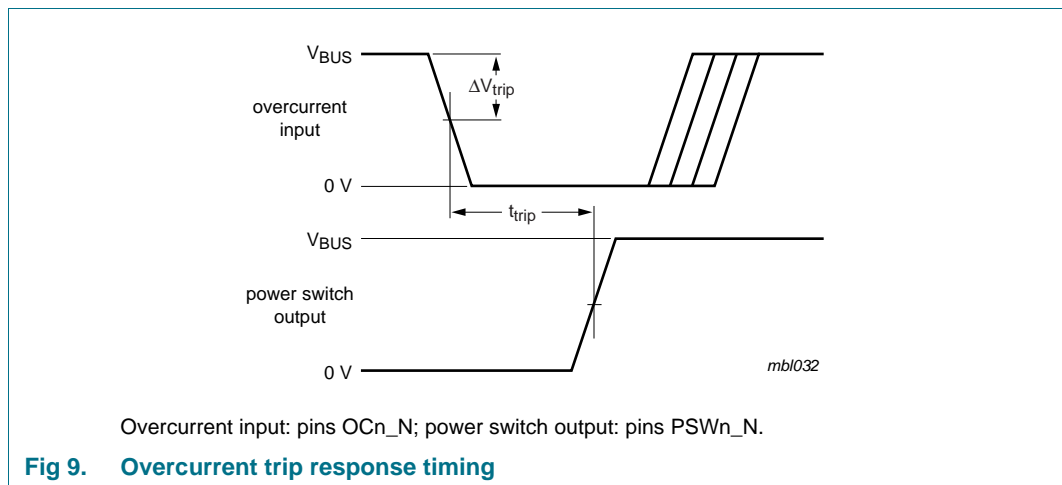 VBUS
ΔVtrip
overcurrent
input
0 V
ttrip
VBUS
power switch
output
0 V
mbl032
Overcurrent input: pins OCn_N; power switch output: pins PSWn_N.
Fig 9. Overcurrent trip response timing